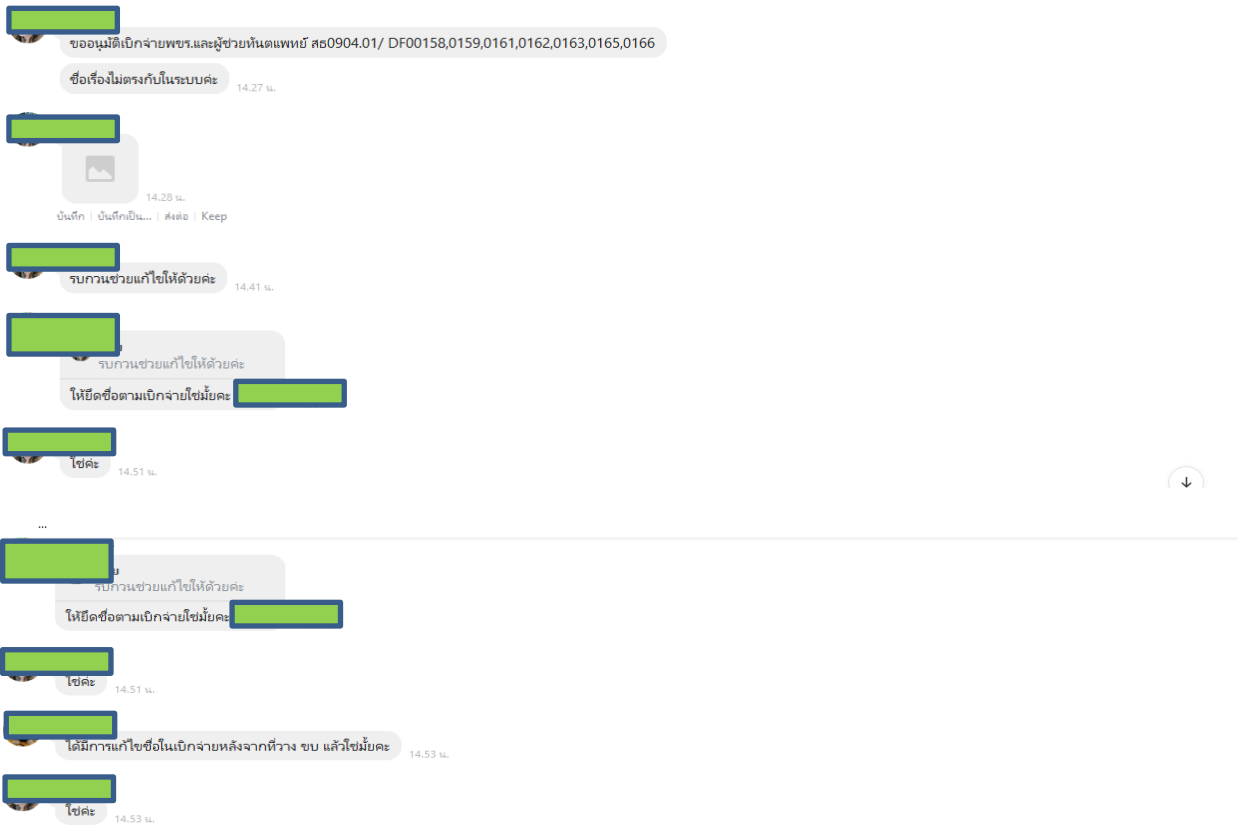 ขออนุมัติเบิกจ่ายพขร.และผู้ช่วยทันตแพทย์ สธ0904.01/ DF00158,0159,0161,0162,0163,0165,0166
ชื่อเรื่องไม่ตรงกับในระบบค่ะ 14.27 น.
14.28 น.
บันทึก | บันทึกเป็น... | ส่งต่อ | Keep
รบกวนช่วยแก้ไขให้ด้วยค่ะ 14.41 น.
รบกวนช่วยแก้ไขให้ด้วยค่ะ
ให้ยึดชื่อตามเบิกจ่ายใช่มั้ยคะ
ใช่ค่ะ 14.51 น.
...
รบกวนช่วยแก้ไขให้ด้วยค่ะ
ให้ยึดชื่อตามเบิกจ่ายใช่มั้ยคะ
ใช่ค่ะ 14.51 น.
ได้มีการแก้ไขชื่อในเบิกจ่ายหลังจากที่วาง ขบ แล้วใช่มั้ยคะ 14.53 น.
ใช่ค่ะ 14.53 น.